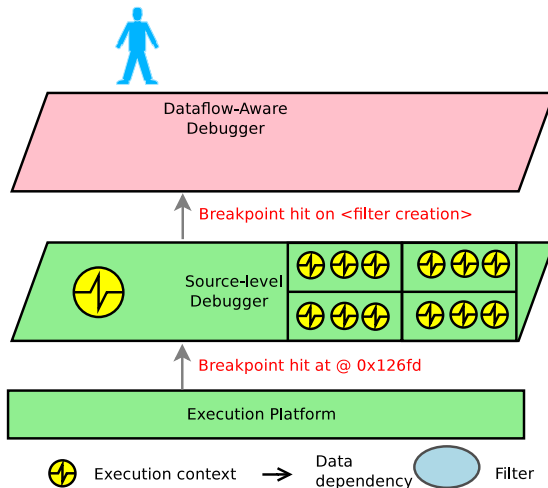 Dataflow-Aware
Debugger
Breakpoint hit on <filter creation>
Source-level
Debugger
Breakpoint hit at @ 0x126fd
Execution Platform
Execution context
Data
dependency
Filter